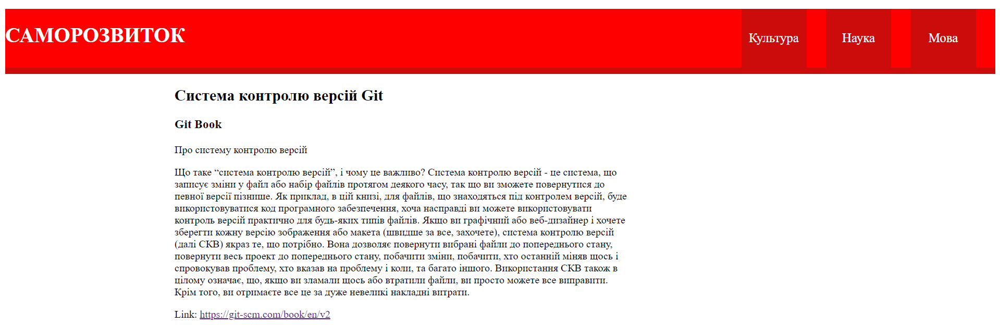 САМОРОЗВИТОК
Культура
Наука
Мова
Система контролю версій Git
Git Book
Про систему контролю версій
Що таке “система контролю версій”, і чому це важливо? Система контролю версій - це система, що
записує зміни у файл або набір файлів протягом деякого часу, так що ви зможете повернутися до
певної версії пізнише. Як приклад, в цій книзі, для файлів, що знаходяться під контролем версій, буде
використовуватися код програмного забезпечення, хоча насправді ви можете використовувати
контроль версій практично для будь-яких типів файлів. Якщо ви графічний або веб-дизайнер і хочете
зберегти кожну версію зображення або макета (швидше за все, захочете), система контролю версій
(далі СКВ) якраз те, що потрібно. Вона дозволяє повернути вибрані файли до попереднього стану,
повернути весь проект до попереднього стану, побачити зміни, побачити, хто останній міняв щось і
спровокував проблему, хто вказав на проблему і коли, та багато іншого. Використання СКВ також в
цілому означає, що, якщо ви зламали щось або втратили файли, ви просто можете все виправити.
Крім того, ви отримаєте все це за дуже невеликі накладні витрати.
Link: https://git-scm.com/book/en/v2